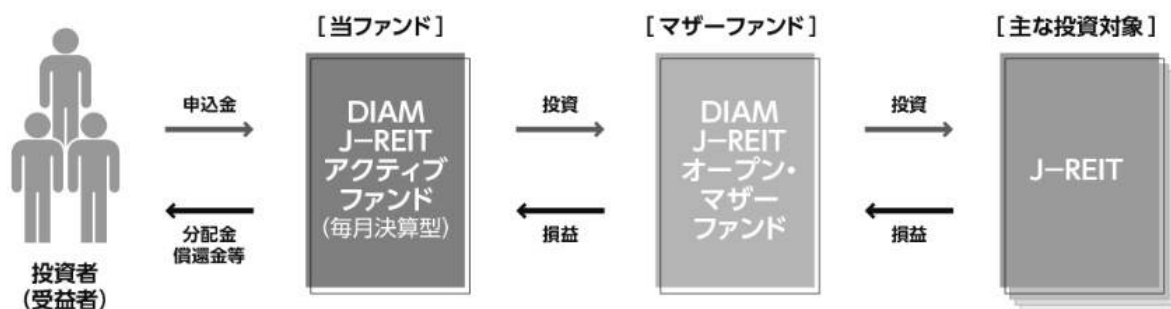 [当ファンド]
[マザーファンド]
[主な投資対象]
申込金
投資
投資
DIAM
J−REIT
アクティブ
ファンド
(毎月決算型)
DIAM
J−REIT
オープン・
マザー
ファンド
J−REIT
分配金
償還金等
損益
損益
投資者
(受益者)